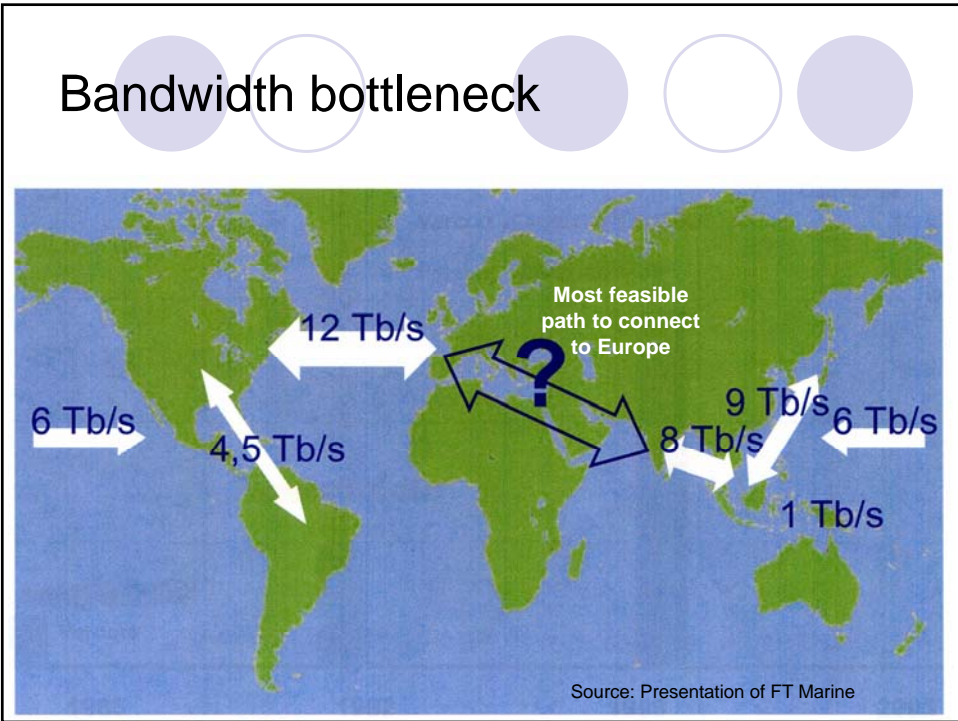 Bandwidth bottleneck
Most feasible
path to connect
to Europe
12 Tb/s
?
6 Tb/s
4,5 Tb/s
9 Tb/s
6 Tb/s
8 Tb/s
1 Tb/s
Source: Presentation of FT Marine